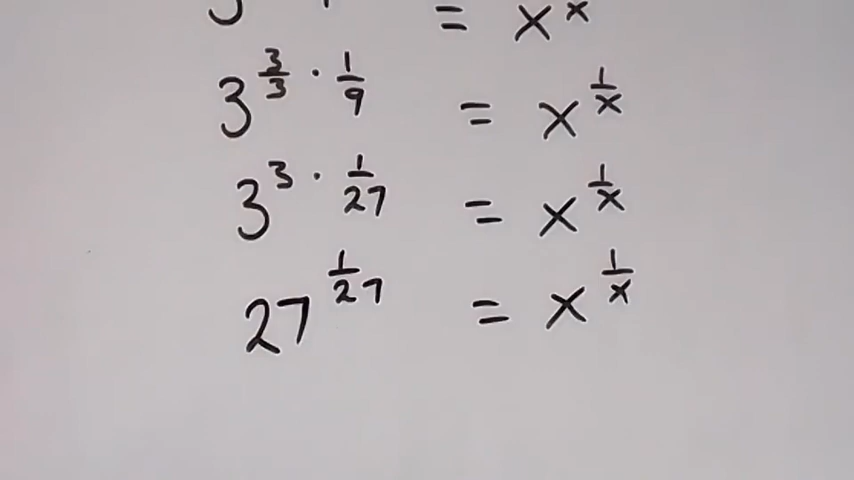 = x^x
3^(3/3 · 1/9) = x^(1/x)
3^(3 · 1/27) = x^(1/x)
27^(1/27) = x^(1/x)